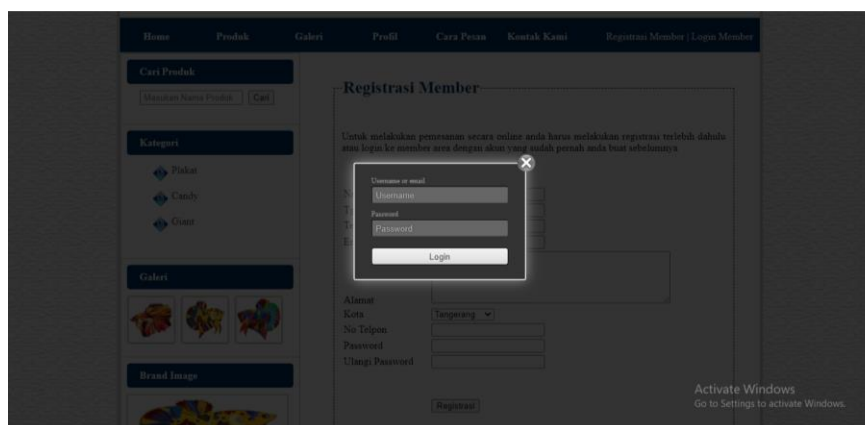 Home Produk Galeri Profil Cara Pesan Kontak Kami Registrasi Member | Login Member
Cari Produk
Masukan Nama Produk Cari
Kategori
Plakat
Candy
Giant
Galeri
Brand Image
Registrasi Member
Untuk melakukan pemesanan secara online anda harus melakukan registrasi terlebih dahulu
atau login ke member area dengan akun yang sudah pernah anda buat sebelumnya
Username or email
Username
Password
Password
Login
Alamat
Kota Tangerang
No Telpon
Password
Ulangi Password
Registrasi
Activate Windows
Go to Settings to activate Windows.